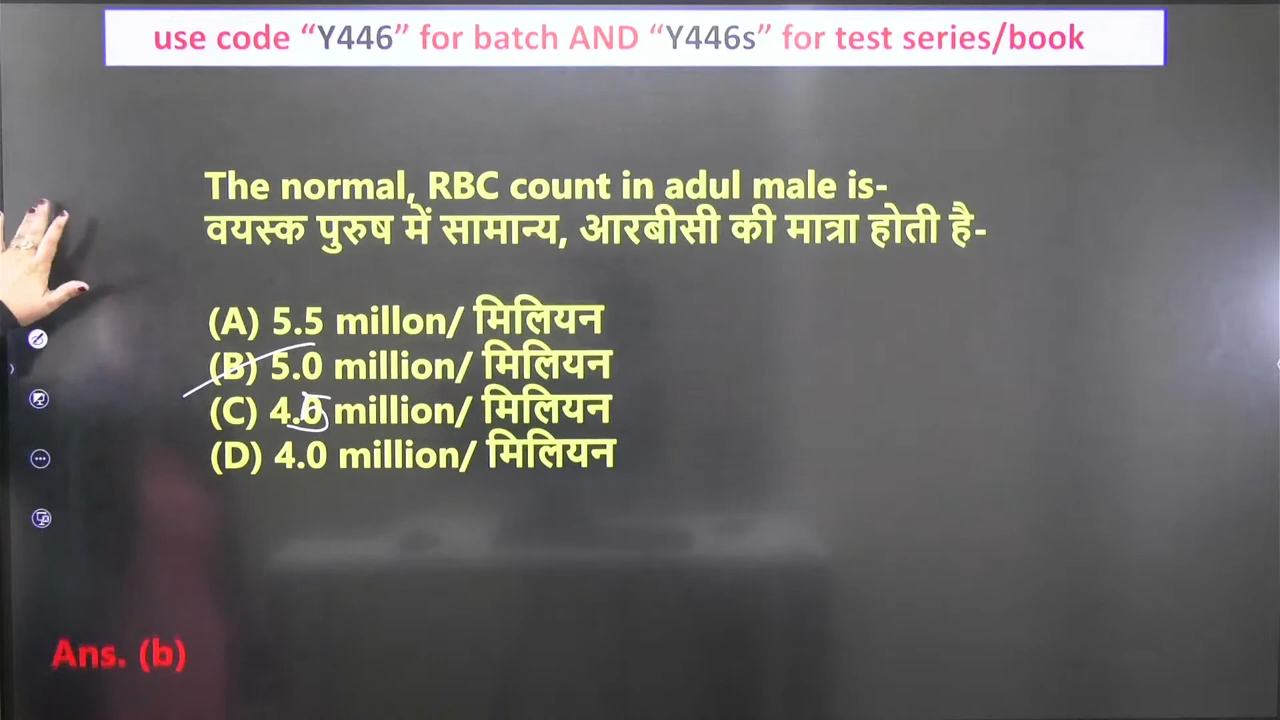 use code “Y446” for batch AND “Y446s” for test series/book
The normal, RBC count in adul male is-
वयस्क पुरुष में सामान्य, आरबीसी की मात्रा होती है-
(A) 5.5 millon/ मिलियन
(B) 5.0 million/ मिलियन
(C) 4.5 million/ मिलियन
(D) 4.0 million/ मिलियन
Ans. (b)